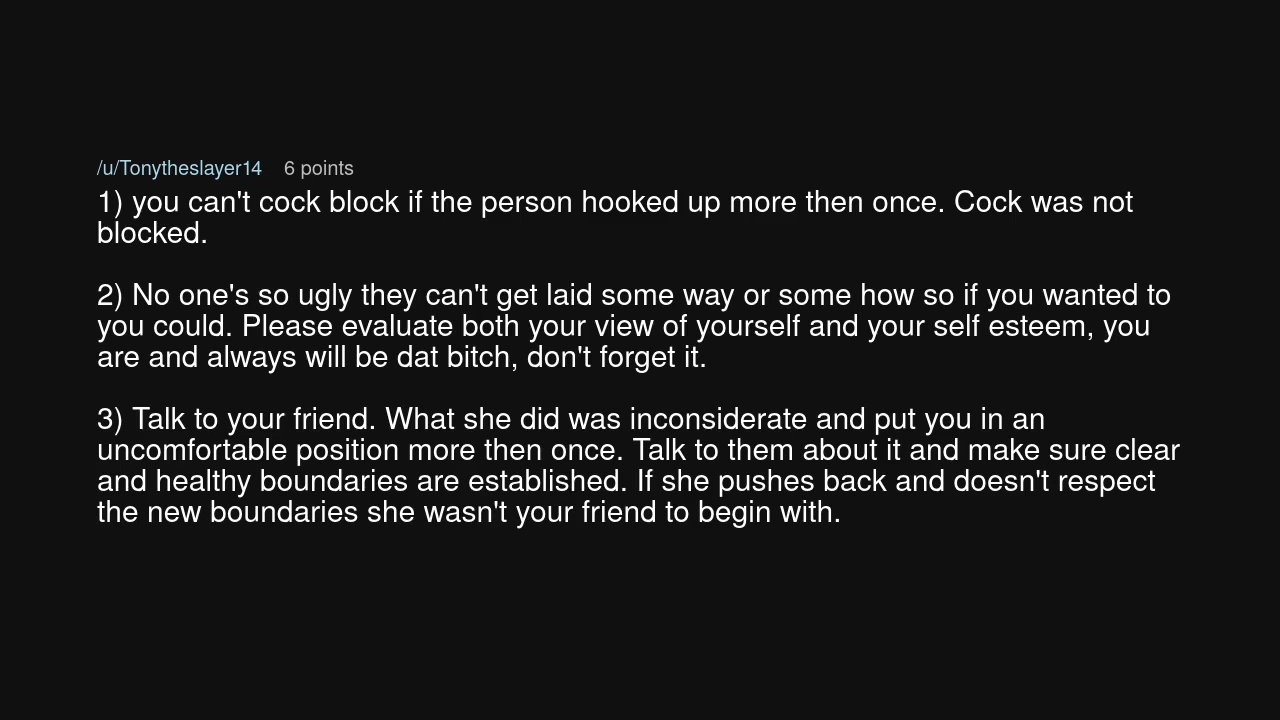 /u/Tonytheslayer14 6 points
1) you can't cock block if the person hooked up more then once. Cock was not
blocked.
2) No one's so ugly they can't get laid some way or some how so if you wanted to
you could. Please evaluate both your view of yourself and your self esteem, you
are and always will be dat bitch, don't forget it.
3) Talk to your friend. What she did was inconsiderate and put you in an
uncomfortable position more then once. Talk to them about it and make sure clear
and healthy boundaries are established. If she pushes back and doesn't respect
the new boundaries she wasn't your friend to begin with.